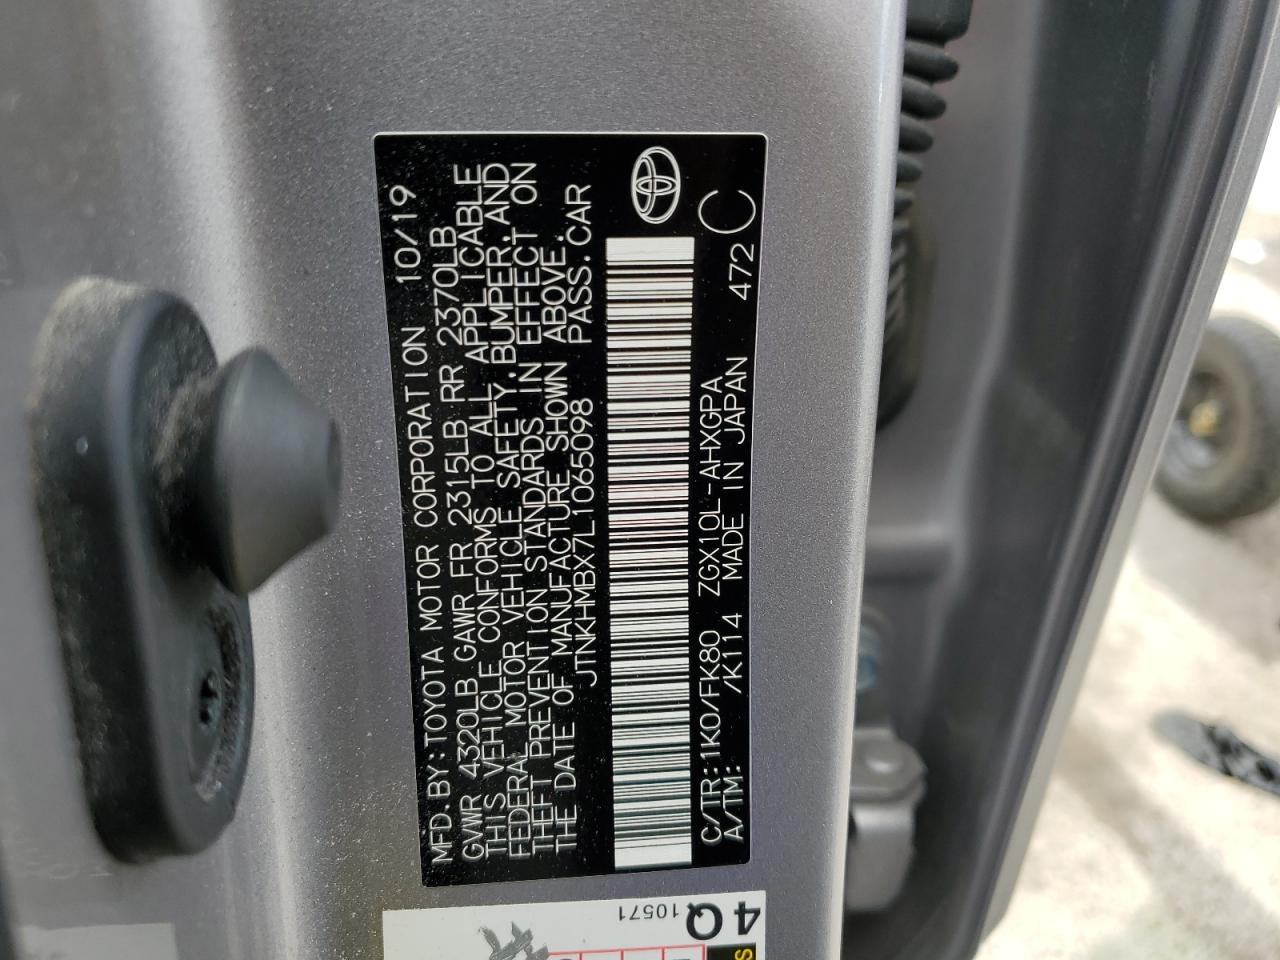 MFD.BY:TOYOTA MOTOR CORPORATION 10/19
GVWR 4320LB GAWR FR 2315LB RR 2370LB
THIS VEHICLE CONFORMS TO ALL APPLICABLE
FEDERAL MOTOR VEHICLE SAFETY,BUMPER,AND
THEFT PREVENTION STANDARDS IN EFFECT ON
THE DATE OF MANUFACTURE SHOWN ABOVE.
JTNKHMBX7L1065098 PASS.CAR
C/TR:1K0/FK80 ZGX10L-AHXGPA 472 C
A/TM: /K114 MADE IN JAPAN
4Q
10571